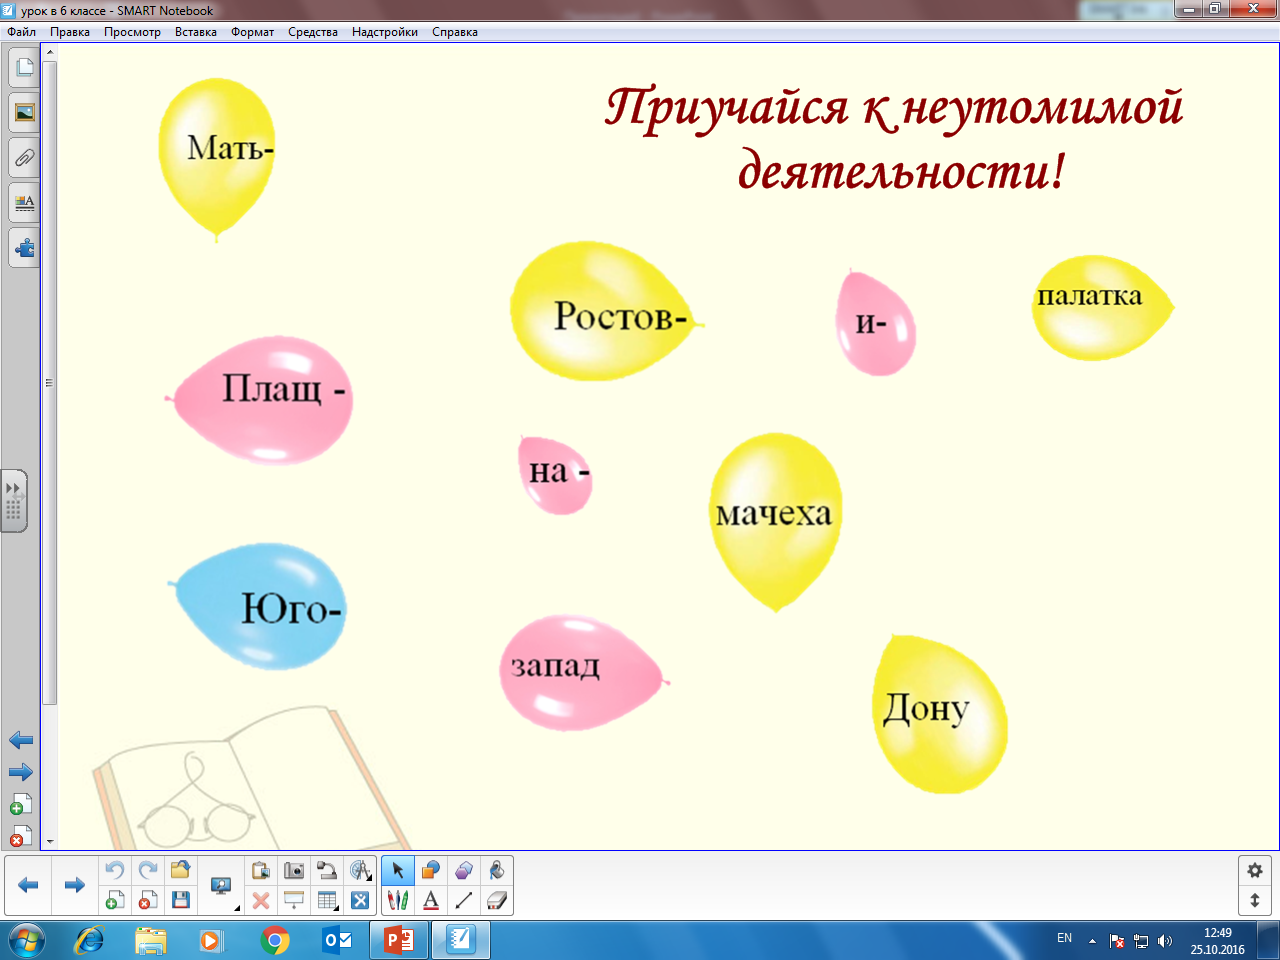 урок в 6 классе - SMART Notebook
Файл Правка Просмотр Вставка Формат Средства Надстройки Справка
Приучайся к неутомимой
деятельности!
Мать-
Ростов-
и-
палатка
Плащ -
на -
мачеха
Юго-
запад
Дону
EN
12:49
25.10.2016